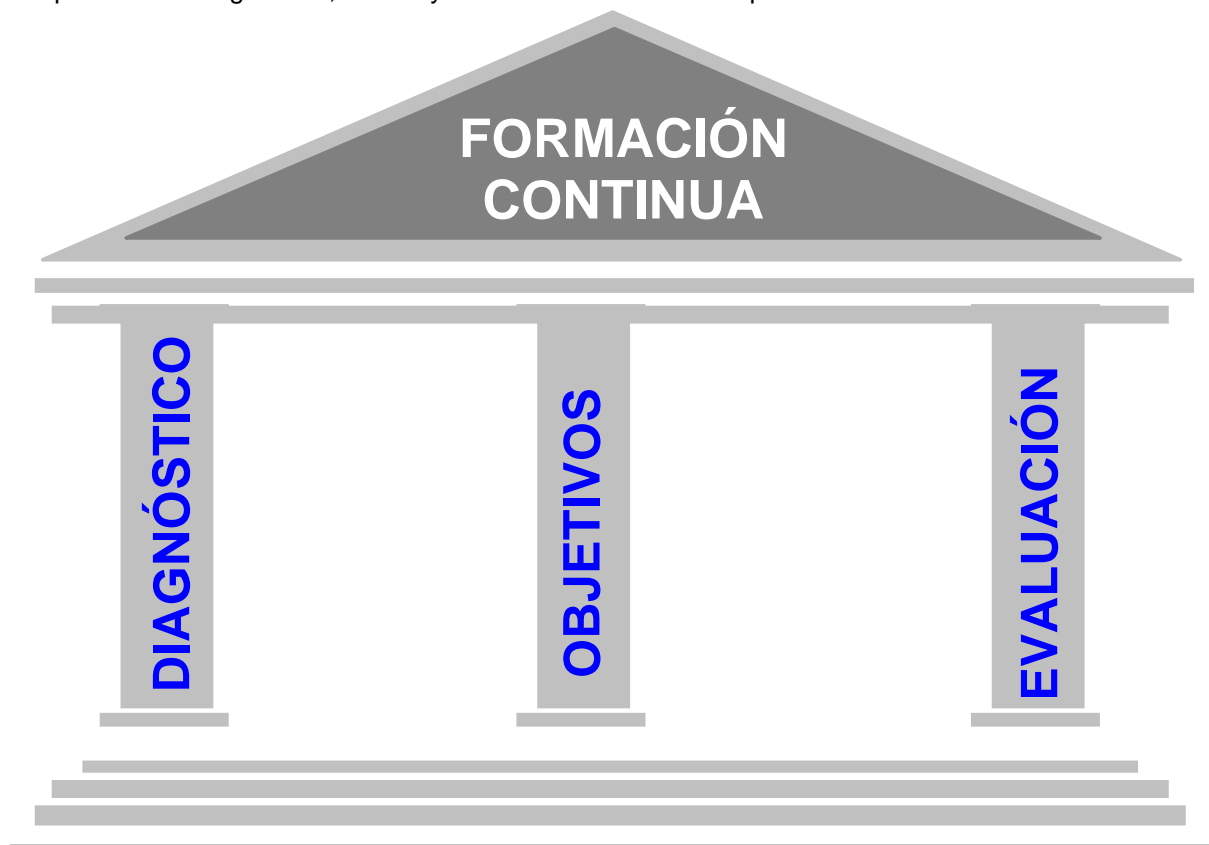 FORMACIÓN
CONTINUA
DIAGNÓSTICO
OBJETIVOS
EVALUACIÓN